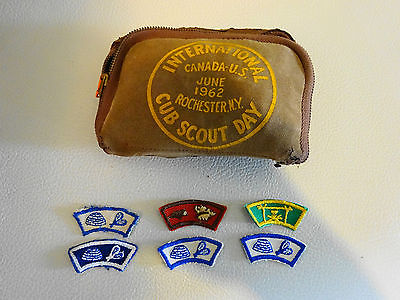 INTERNATIONAL
CANADA-U.S.
JUNE
1962
ROCHESTER, N.Y.
CUB SCOUT DAY